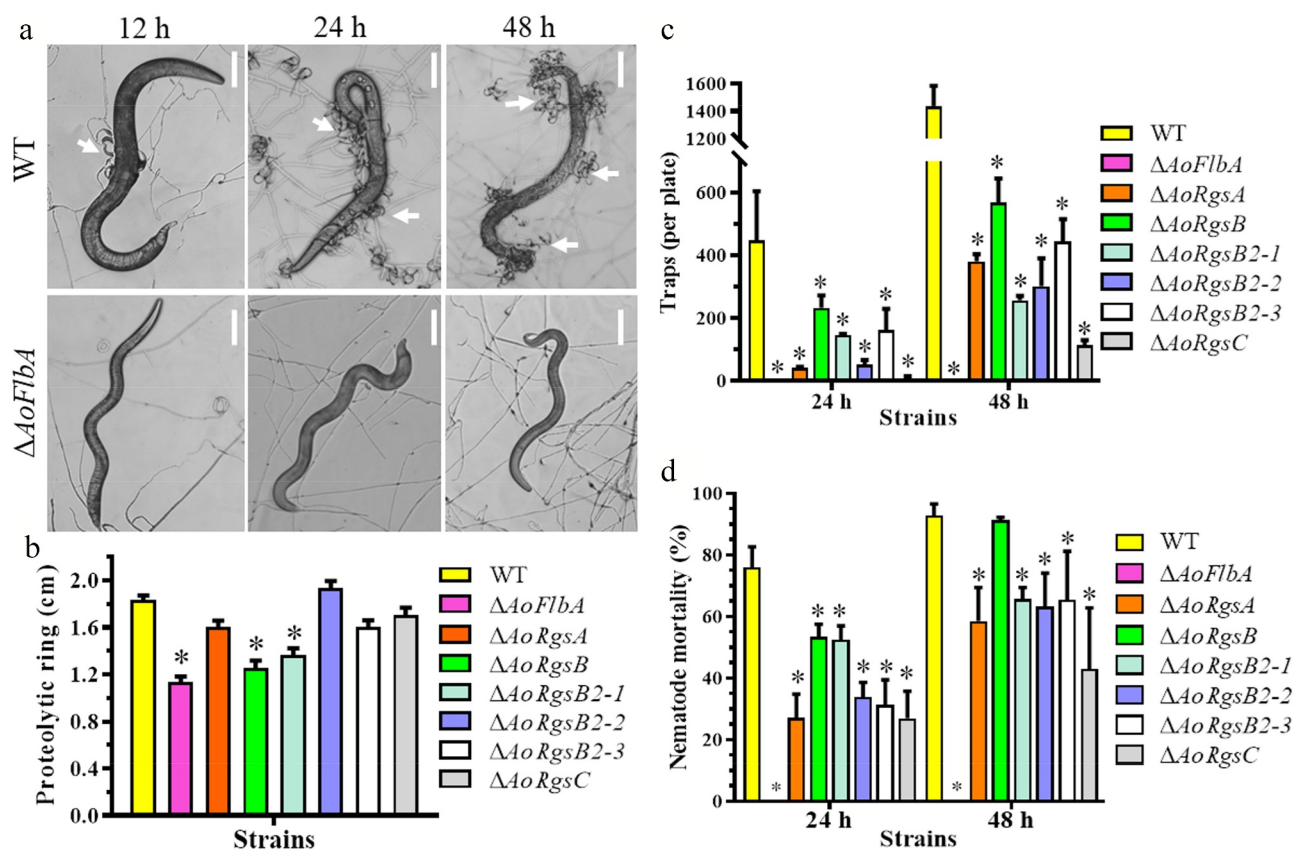 a
12 h
24 h
48 h
WT
ΔAoFlbA
b
Proteolytic ring (cm)
2.0
1.6
1.2
0.8
0.4
0.0
*
*
*
Strains
WT
ΔAoFlbA
ΔAoRgsA
ΔAoRgsB
ΔAoRgsB2-1
ΔAoRgsB2-2
ΔAoRgsB2-3
ΔAoRgsC
c
Traps (per plate)
1600
1400
1200
600
400
200
0
* * * * * * *
* * * * * * *
24 h
48 h
Strains
WT
ΔAoFlbA
ΔAoRgsA
ΔAoRgsB
ΔAoRgsB2-1
ΔAoRgsB2-2
ΔAoRgsB2-3
ΔAoRgsC
d
Nematode mortality (%)
100
80
60
40
20
0
* * * * * * *
* * * * * *
24 h
48 h
Strains
WT
ΔAoFlbA
ΔAoRgsA
ΔAoRgsB
ΔAoRgsB2-1
ΔAoRgsB2-2
ΔAoRgsB2-3
ΔAoRgsC